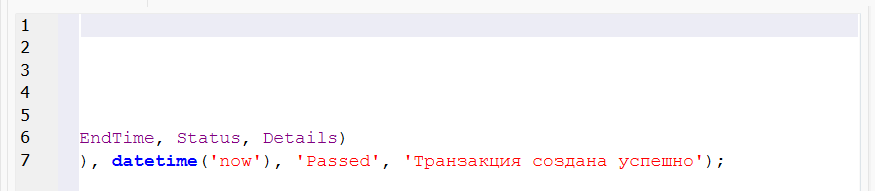 1
2
3
4
5
6 EndTime, Status, Details)
7 ), datetime('now'), 'Passed', 'Транзакция создана успешно');